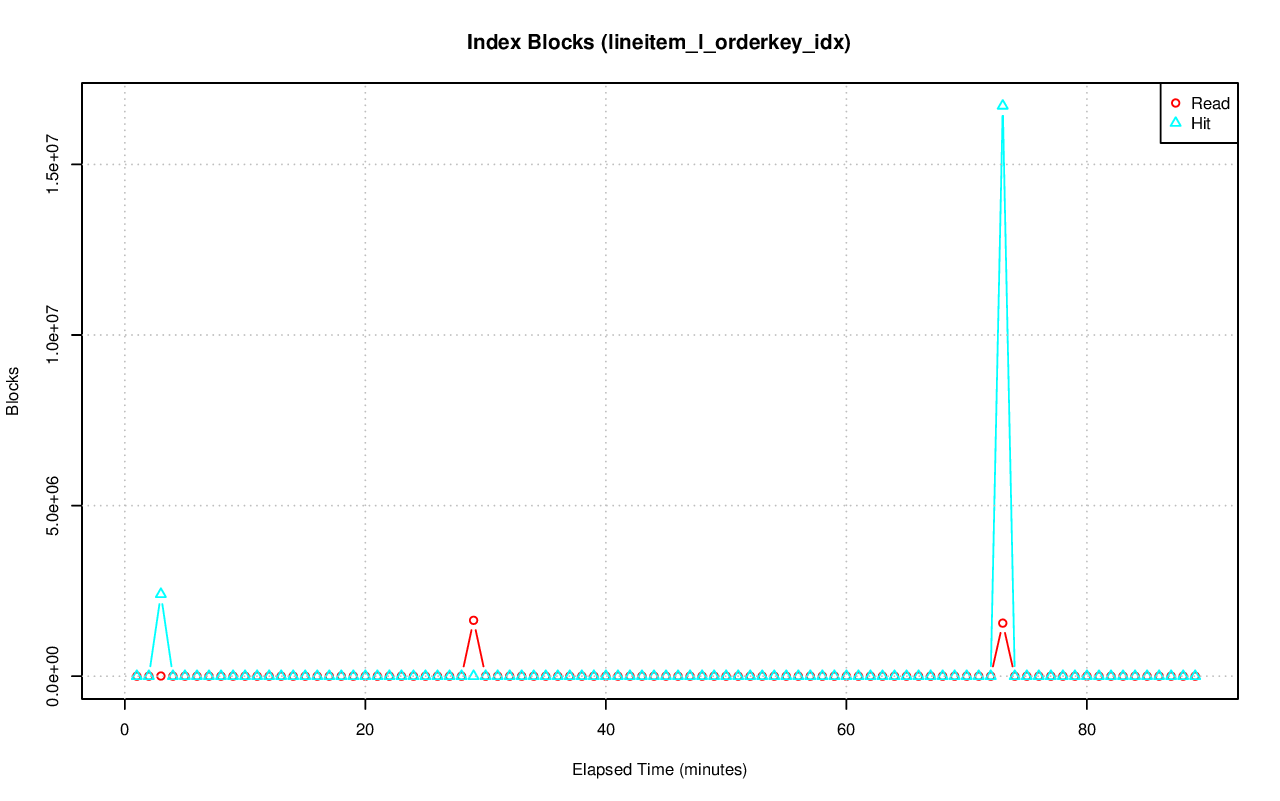 Index Blocks (lineitem_l_orderkey_idx)
Read
Hit
1.5e+07
1.0e+07
5.0e+06
0.0e+00
Blocks
0 20 40 60 80
Elapsed Time (minutes)